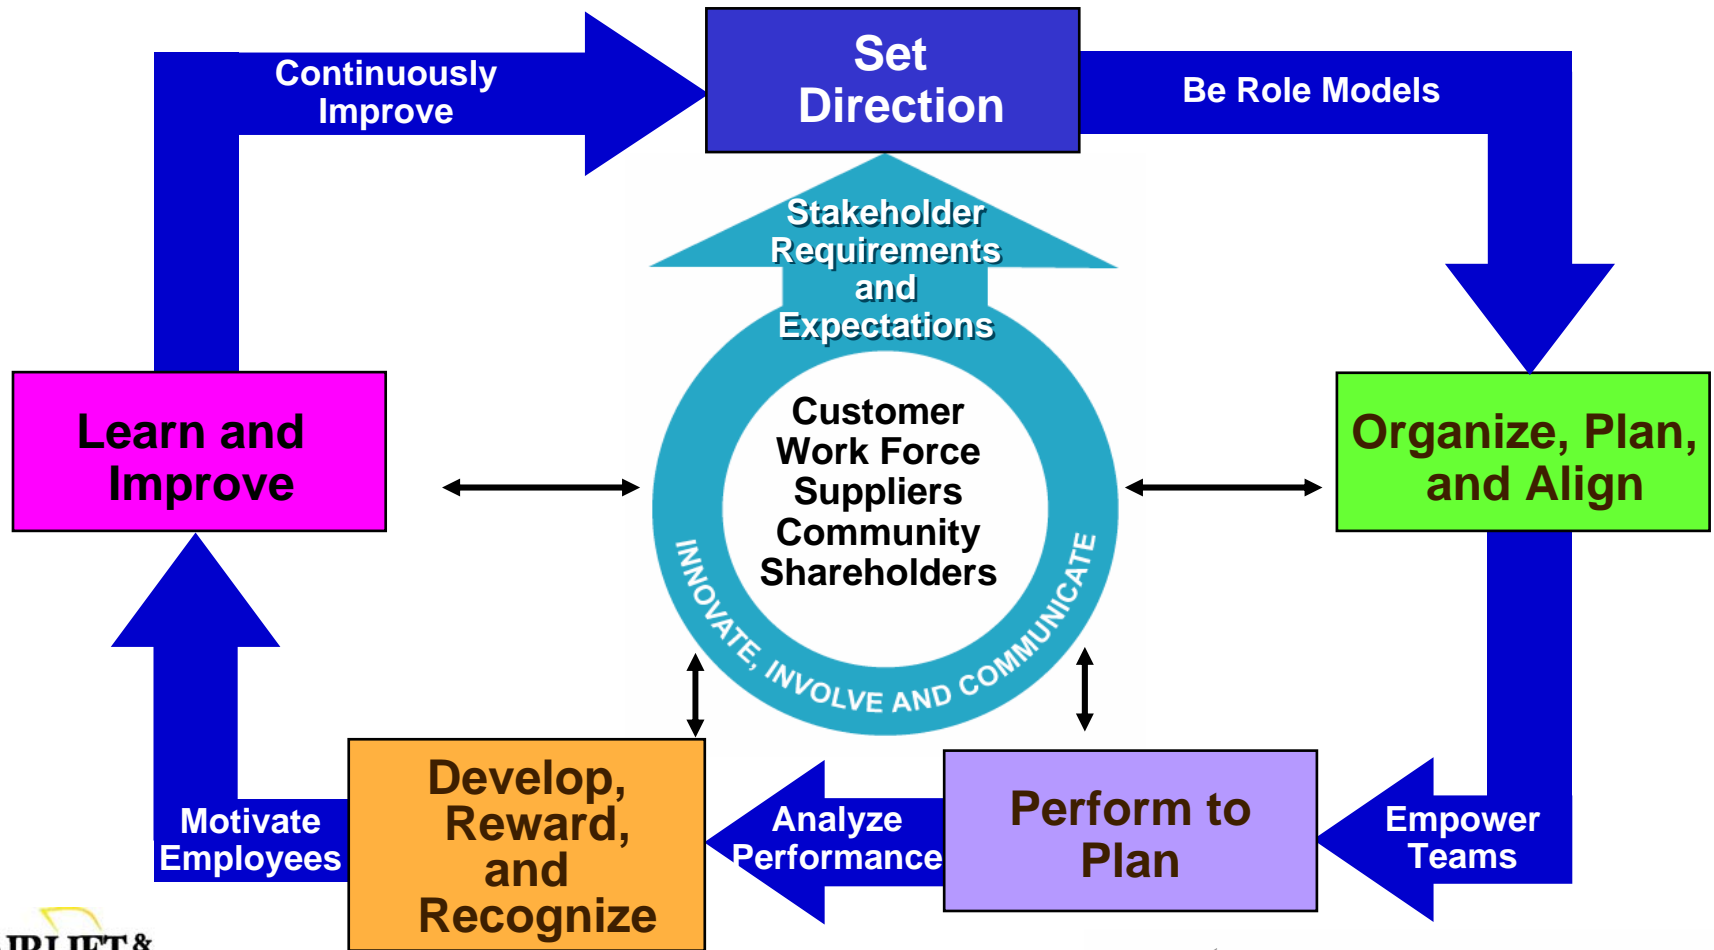 Set
Direction
Continuously
Improve
Be Role Models
Stakeholder
Requirements
and
Expectations
Learn and
Improve
Customer
Work Force
Suppliers
Community
Shareholders
INNOVATE, INVOLVE AND COMMUNICATE
Organize, Plan,
and Align
Empower
Teams
Perform to
Plan
Analyze
Performance
Develop,
Reward,
and
Recognize
Motivate
Employees
&